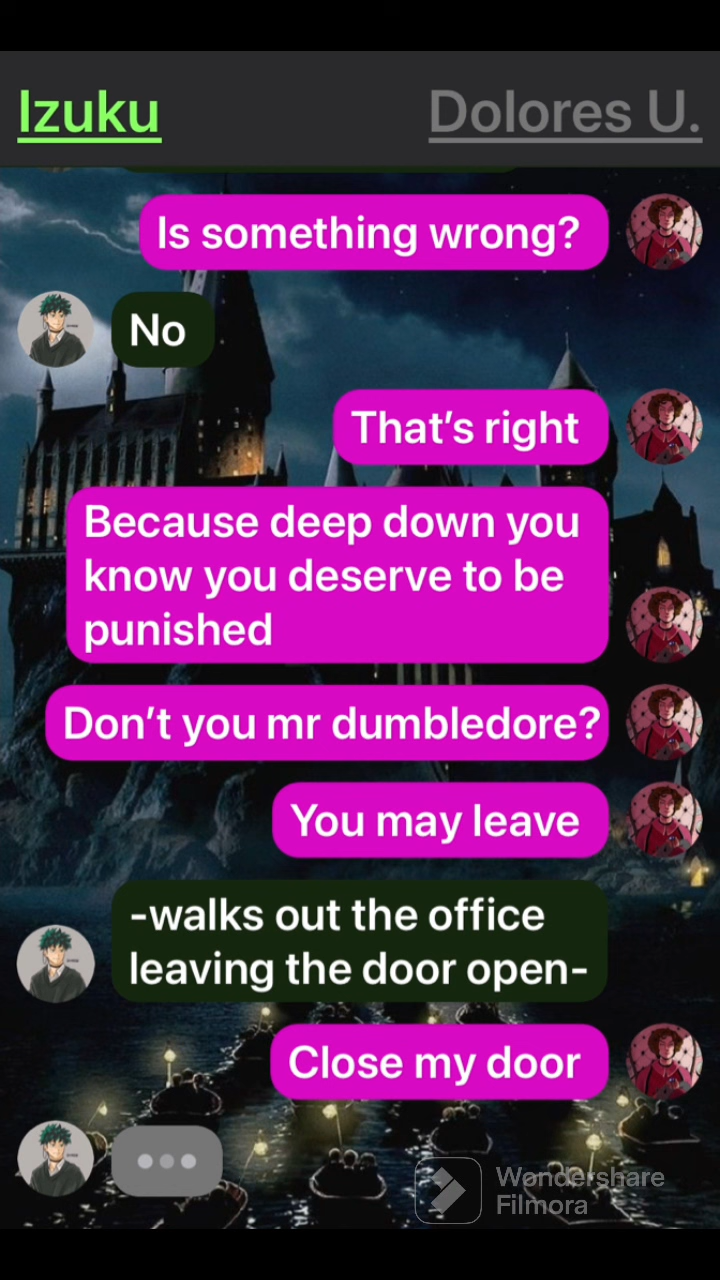 Izuku
Dolores U.
Is something wrong?
No
That's right
Because deep down you
know you deserve to be
punished
Don't you mr dumbledore?
You may leave
-walks out the office
leaving the door open-
Close my door
Wondershare
Filmora